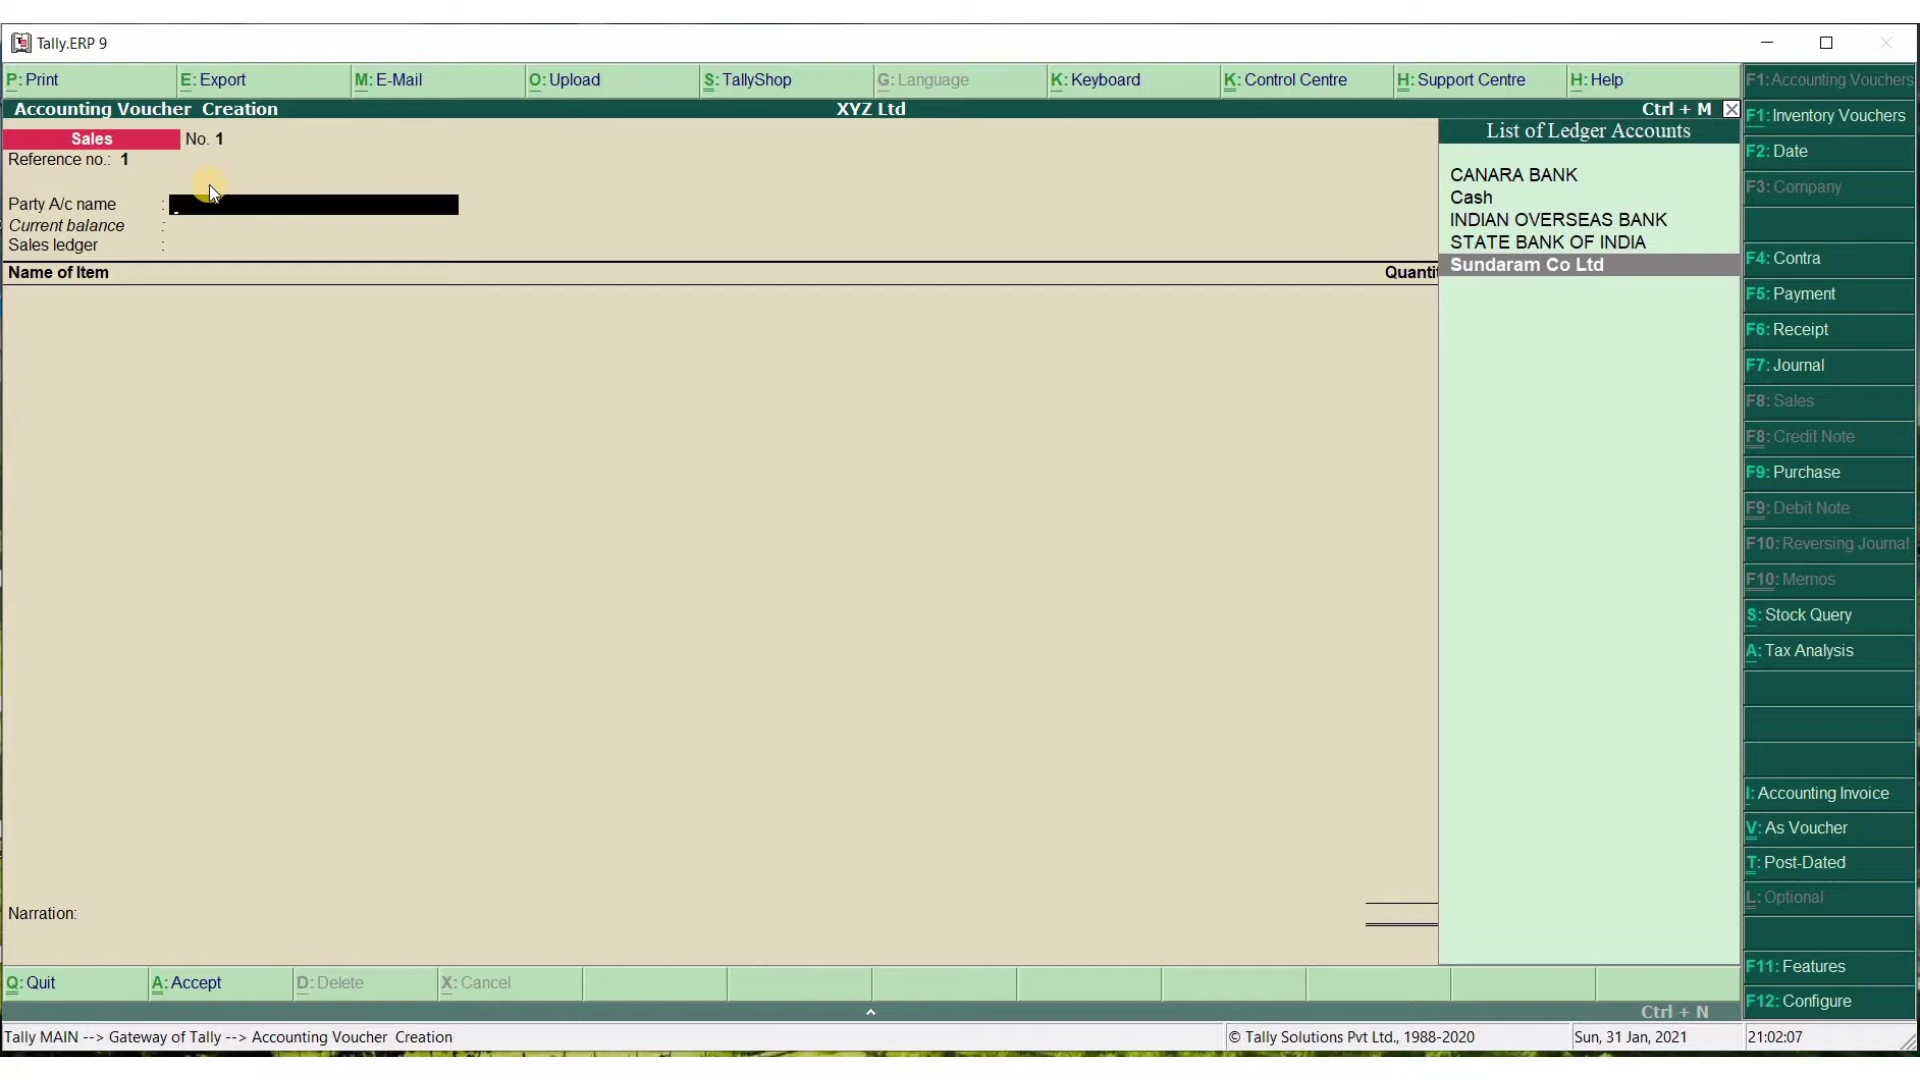 Tally.ERP 9
P: Print E: Export M: E-Mail O: Upload S: TallyShop G: Language K: Keyboard K: Control Centre H: Support Centre H: Help
Accounting Voucher Creation XYZ Ltd Ctrl + M
Sales No. 1
Reference no.: 1
Party A/c name :
Current balance :
Sales ledger :
Name of Item Quantit
Narration:
List of Ledger Accounts
CANARA BANK
Cash
INDIAN OVERSEAS BANK
STATE BANK OF INDIA
Sundaram Co Ltd
F1: Accounting Vouchers
F1: Inventory Vouchers
F2: Date
F3: Company
F4: Contra
F5: Payment
F6: Receipt
F7: Journal
F8: Sales
F8: Credit Note
F9: Purchase
F9: Debit Note
F10: Reversing Journal
F10: Memos
S: Stock Query
A: Tax Analysis
I: Accounting Invoice
V: As Voucher
T: Post-Dated
L: Optional
F11: Features
F12: Configure
Q: Quit A: Accept D: Delete X: Cancel
Ctrl + N
Tally MAIN --> Gateway of Tally --> Accounting Voucher Creation © Tally Solutions Pvt Ltd., 1988-2020 Sun, 31 Jan, 2021 21:02:07